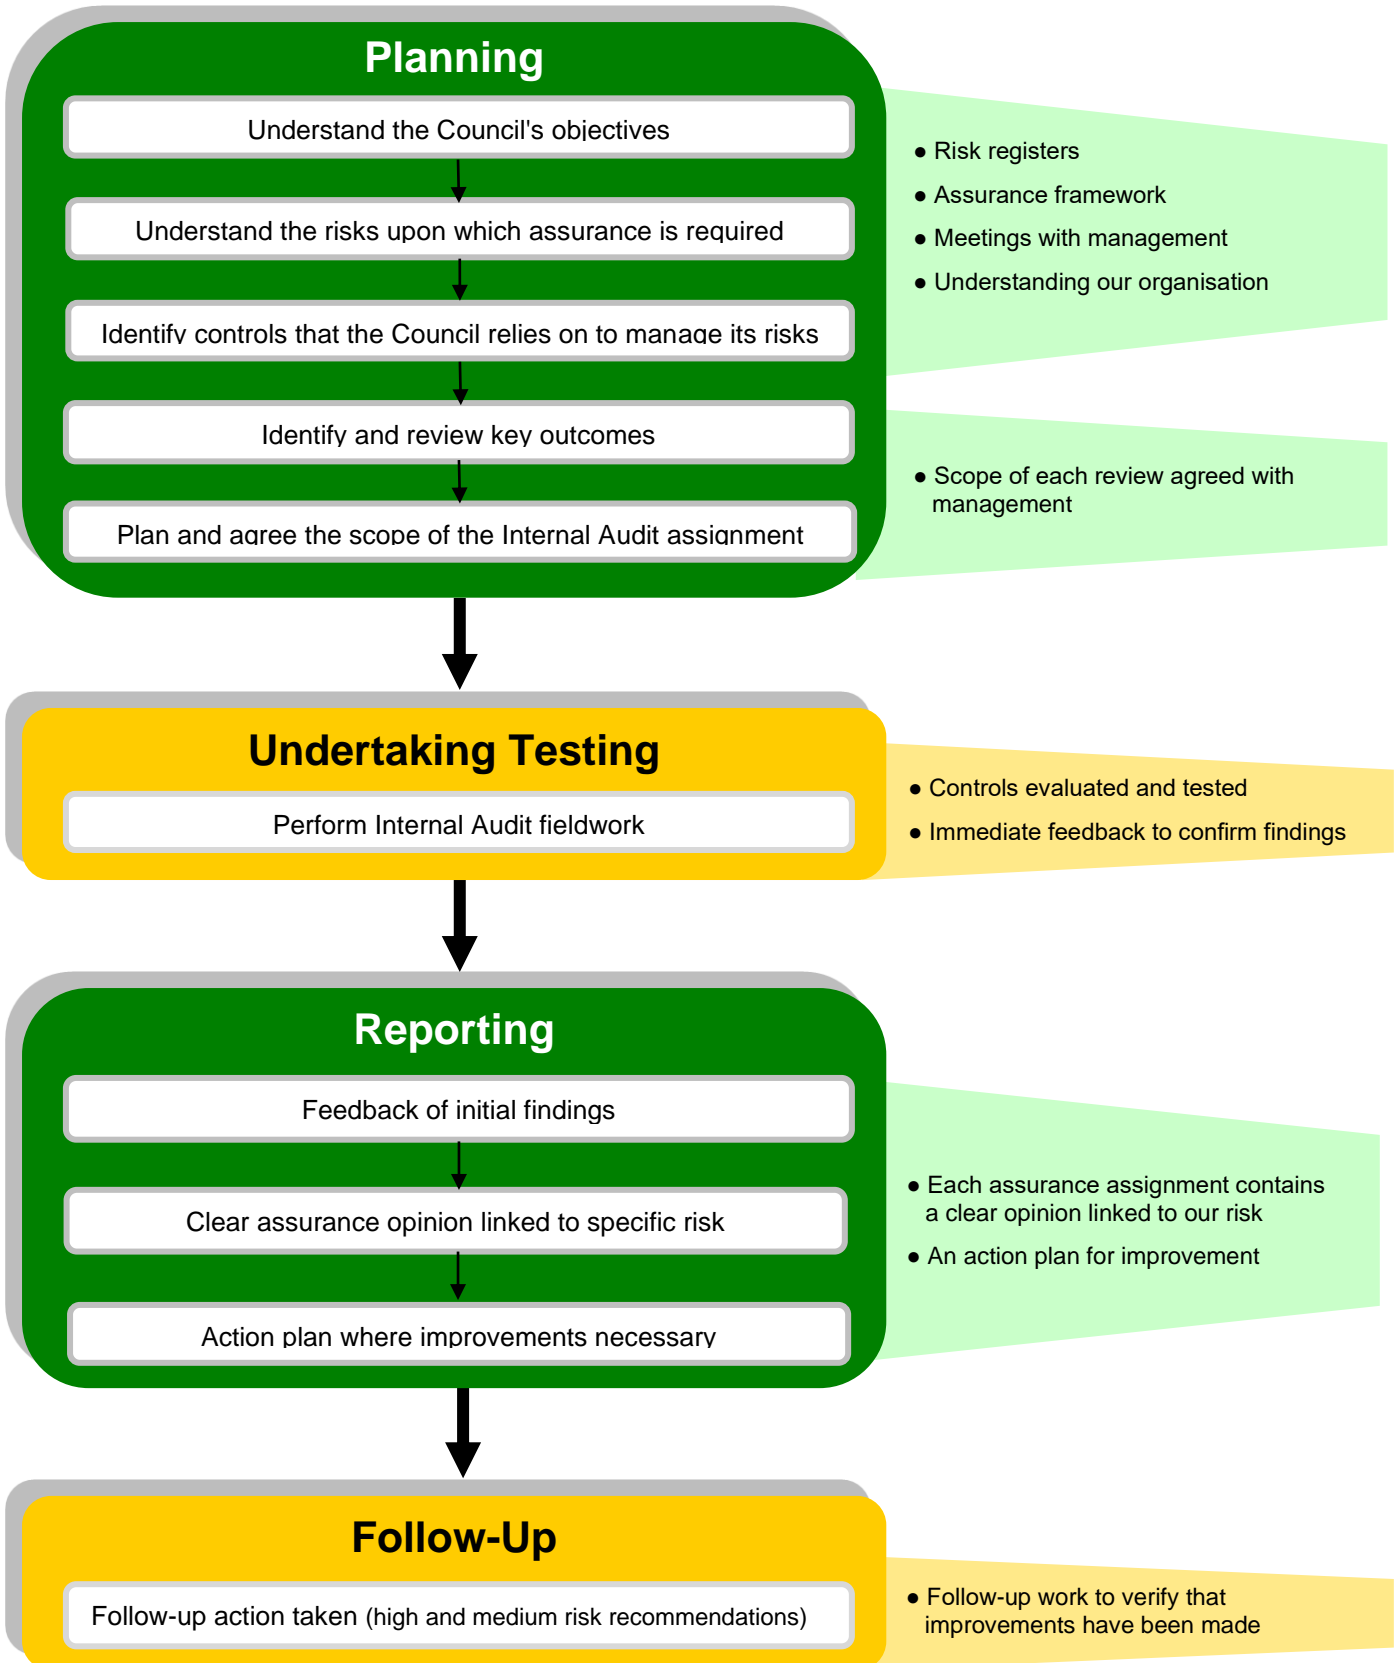 Planning
Understand the Council's objectives
Understand the risks upon which assurance is required
Identify controls that the Council relies on to manage its risks
Identify and review key outcomes
Plan and agree the scope of the Internal Audit assignment
● Risk registers
● Assurance framework
● Meetings with management
● Understanding our organisation
● Scope of each review agreed with
management
Undertaking Testing
Perform Internal Audit fieldwork
● Controls evaluated and tested
● Immediate feedback to confirm findings
Reporting
Feedback of initial findings
Clear assurance opinion linked to specific risk
Action plan where improvements necessary
● Each assurance assignment contains
a clear opinion linked to our risk
● An action plan for improvement
Follow-Up
Follow-up action taken (high and medium risk recommendations)
● Follow-up work to verify that
improvements have been made